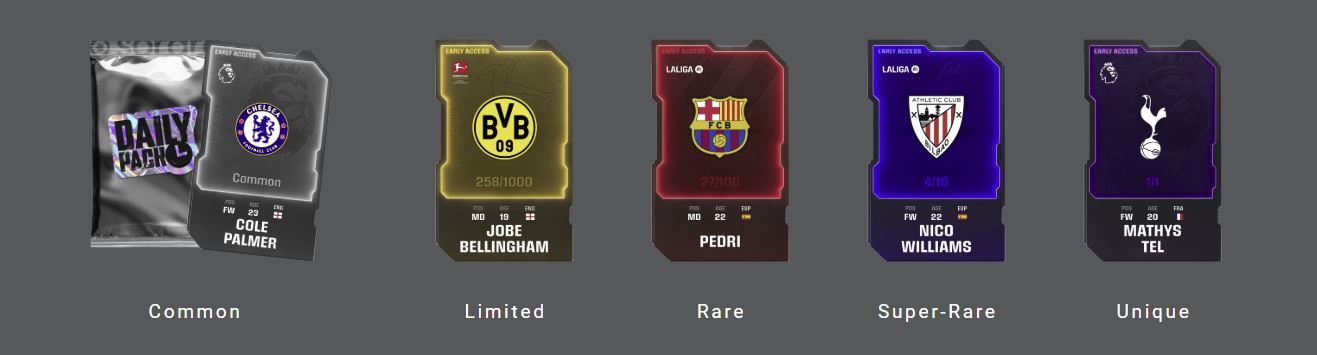 DAILY
PACK
EARLY ACCESS
CHELSEA
FOOTBALL CLUB
Common
POS AGE ENG
FW 23
COLE
PALMER
Common
EARLY ACCESS
BVB
09
258/1000
POS AGE ENG
MD 19
JOBE
BELLINGHAM
Limited
EARLY ACCESS
LALIGA
FCB
27/100
POS AGE ESP
MD 22
PEDRI
Rare
EARLY ACCESS
LALIGA
ATHLETIC CLUB
BILBAO
4/10
POS AGE ESP
FW 22
NICO
WILLIAMS
Super-Rare
EARLY ACCESS
1/1
POS AGE FRA
FW 20
MATHYS
TEL
Unique